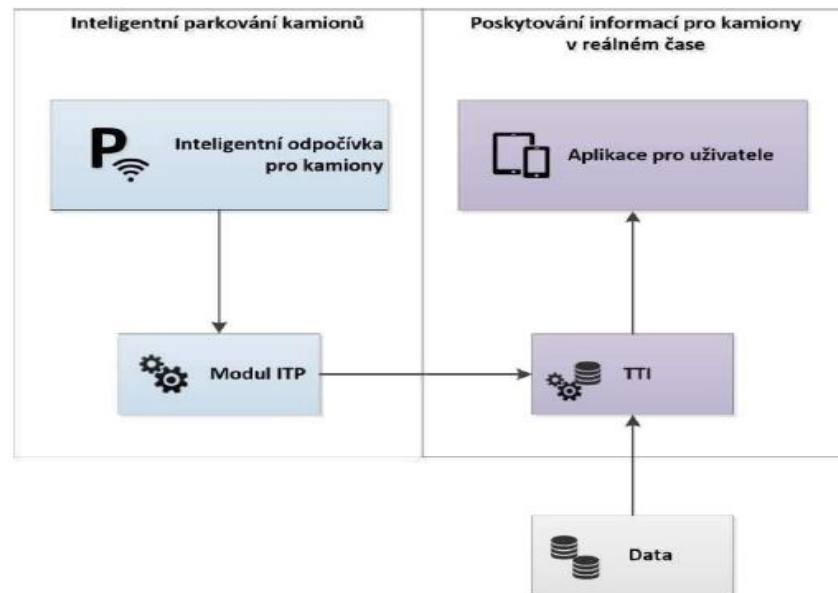 Inteligentní parkování kamionů
Poskytování informací pro kamiony
v reálném čase
P
Inteligentní odpočívka
pro kamiony
Aplikace pro uživatele
Modul ITP
TTI
Data